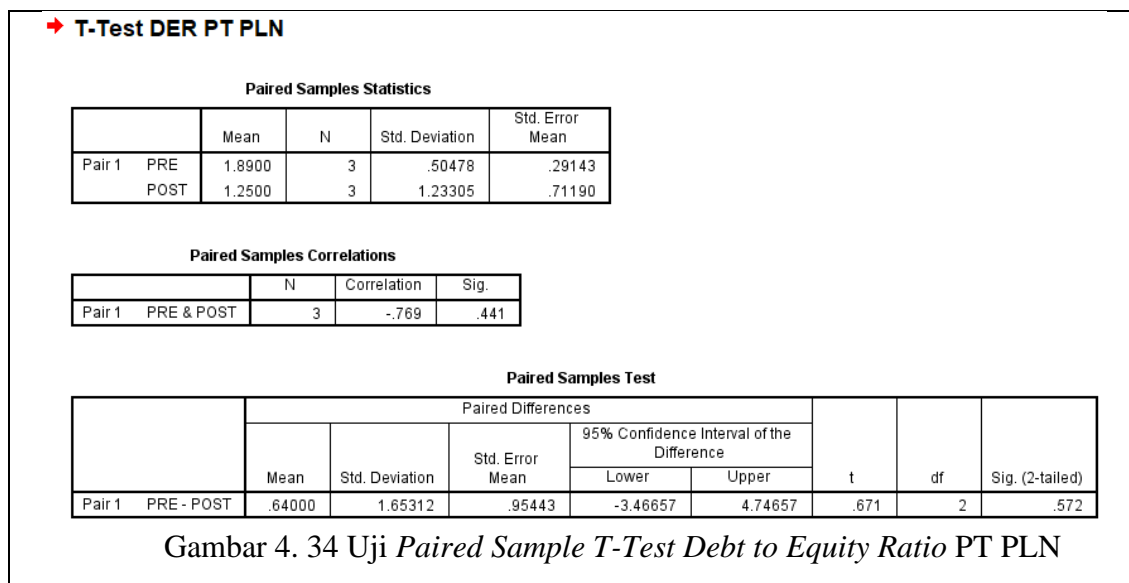 T-Test DER PT PLN
Paired Samples Statistics
Mean N Std. Deviation Std. Error Mean
Pair 1 PRE 1.8900 3 .50478 .29143
POST 1.2500 3 1.23305 .71190
Paired Samples Correlations
N Correlation Sig.
Pair 1 PRE & POST 3 -.769 .441
Paired Samples Test
Paired Differences
95% Confidence Interval of the Difference
Mean Std. Deviation Std. Error Mean Lower Upper t df Sig. (2-tailed)
Pair 1 PRE - POST .64000 1.65312 .95443 -3.46657 4.74657 .671 2 .572
Gambar 4. 34 Uji Paired Sample T-Test Debt to Equity Ratio PT PLN